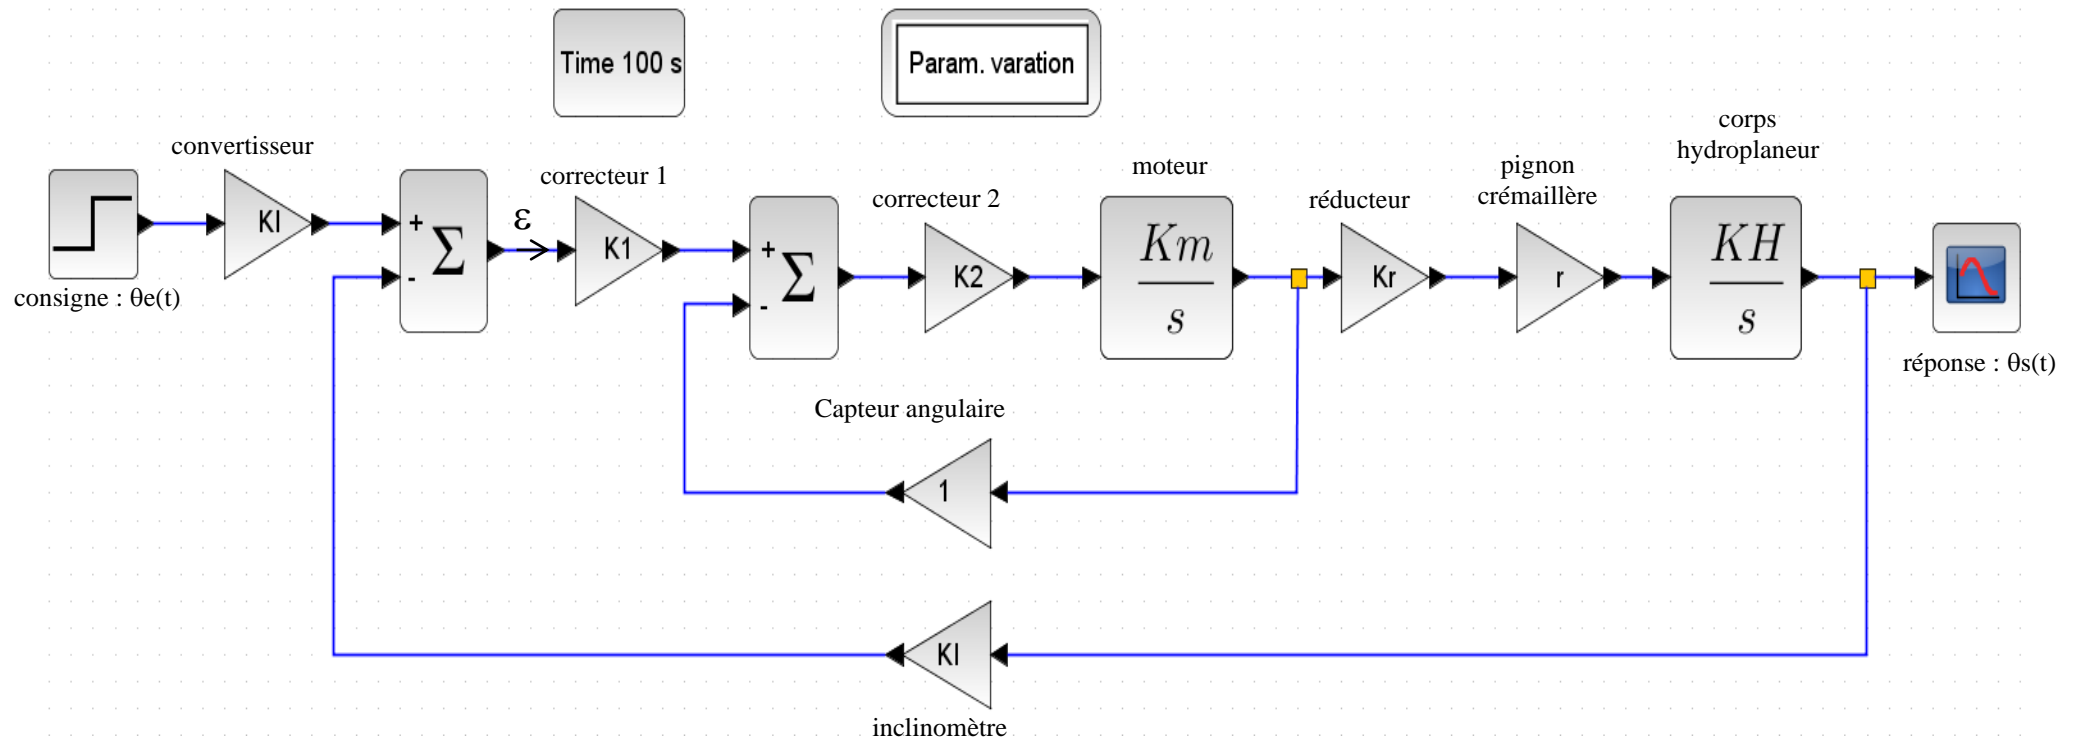 Time 100 s
Param. varation
convertisseur
KI
consigne : θe(t)
+
-
Σ
ε
correcteur 1
K1
+
-
Σ
correcteur 2
K2
moteur
Km
s
réducteur
Kr
pignon
crémaillère
r
corps
hydroplaneur
KH
s
réponse : θs(t)
Capteur angulaire
1
KI
inclinomètre